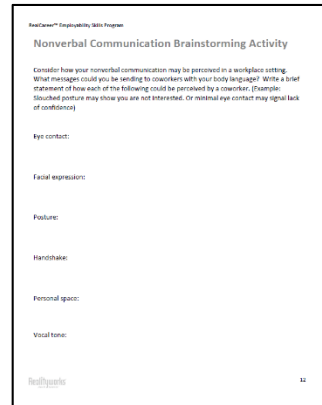 RealCareer™ Employability Skills Program
Nonverbal Communication Brainstorming Activity
Consider how your nonverbal communication may be perceived in a workplace setting.
What messages could you be sending to coworkers with your body language? Write a brief
statement of how each of the following could be perceived by a coworker. (Example:
Slouched posture may show you are not interested. Or minimal eye contact may signal lack
of confidence)
Eye contact:
Facial expression:
Posture:
Handshake:
Personal space:
Vocal tone:
Realityworks
12